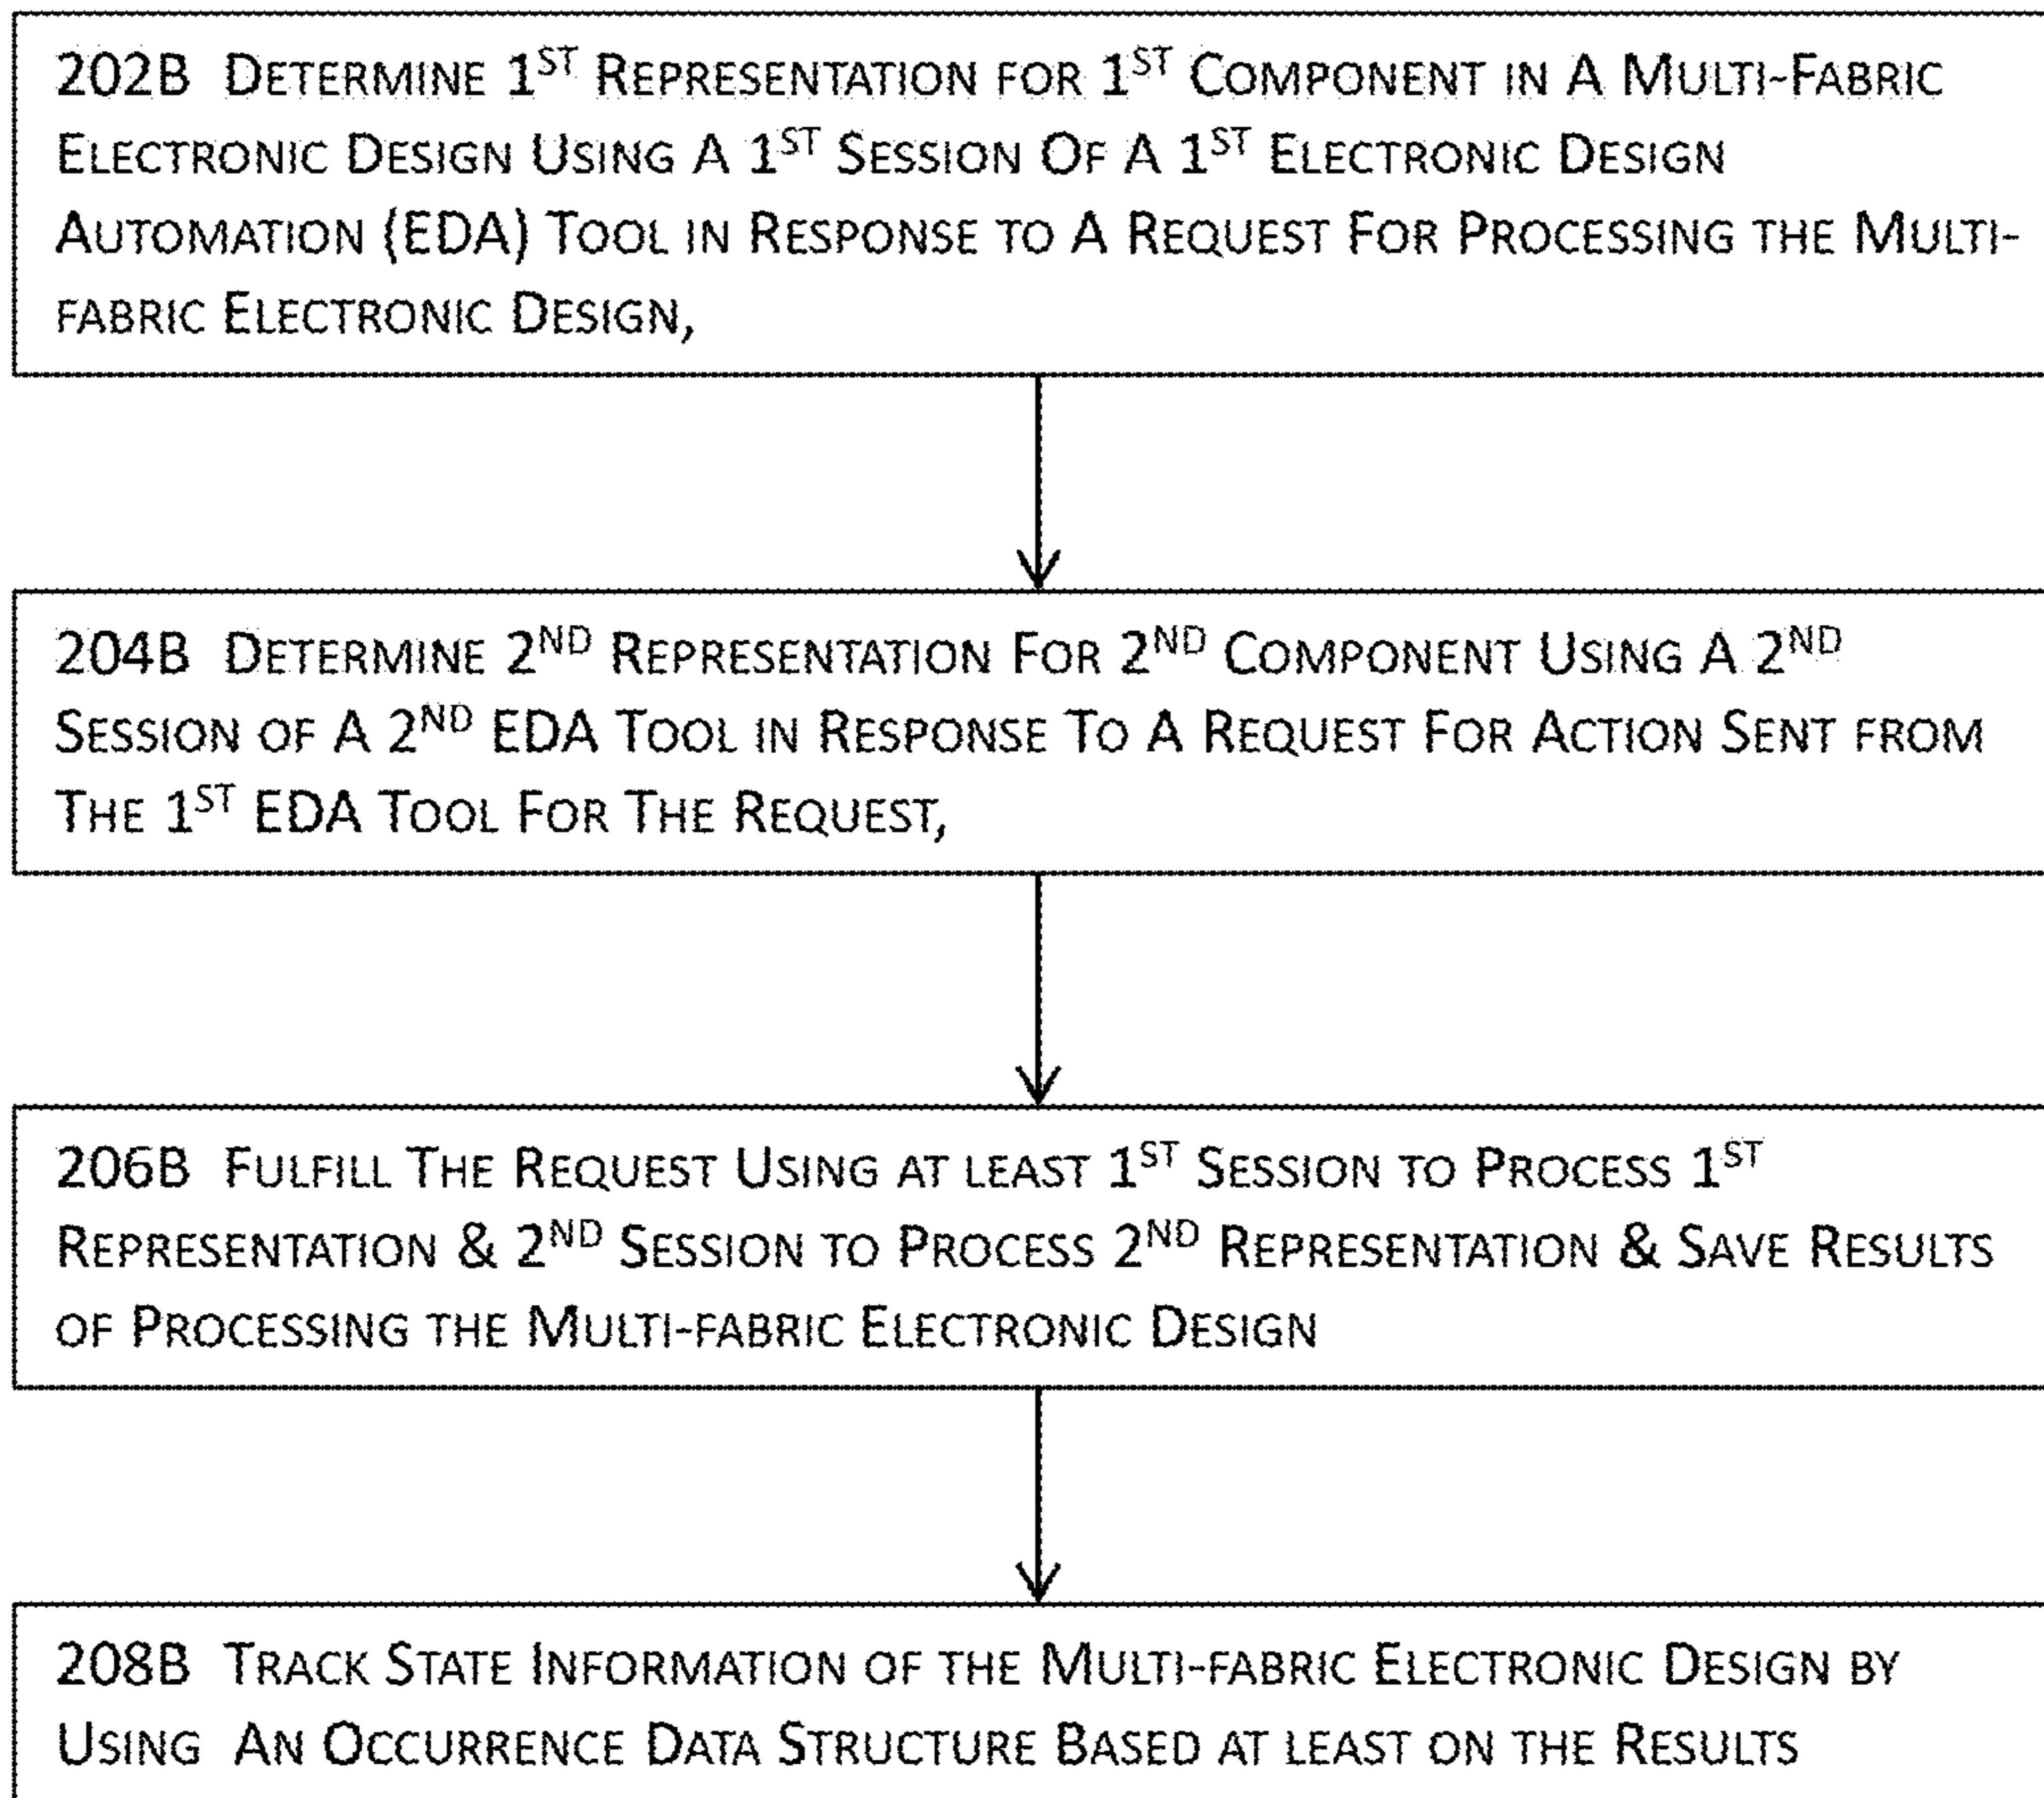 202B Determine 1st Representation for 1st Component in A Multi-Fabric
Electronic Design Using A 1st Session Of A 1st Electronic Design
Automation (EDA) Tool in Response to A Request For Processing the Multi-
fabric Electronic Design,
204B Determine 2nd Representation For 2nd Component Using A 2nd
Session of A 2nd EDA Tool in Response To A Request For Action Sent from
The 1st EDA Tool For The Request,
206B Fulfill The Request Using at least 1st Session to Process 1st
Representation & 2nd Session to Process 2nd Representation & Save Results
of Processing the Multi-fabric Electronic Design
208B Track State Information of the Multi-fabric Electronic Design by
Using An Occurrence Data Structure Based at least on the Results